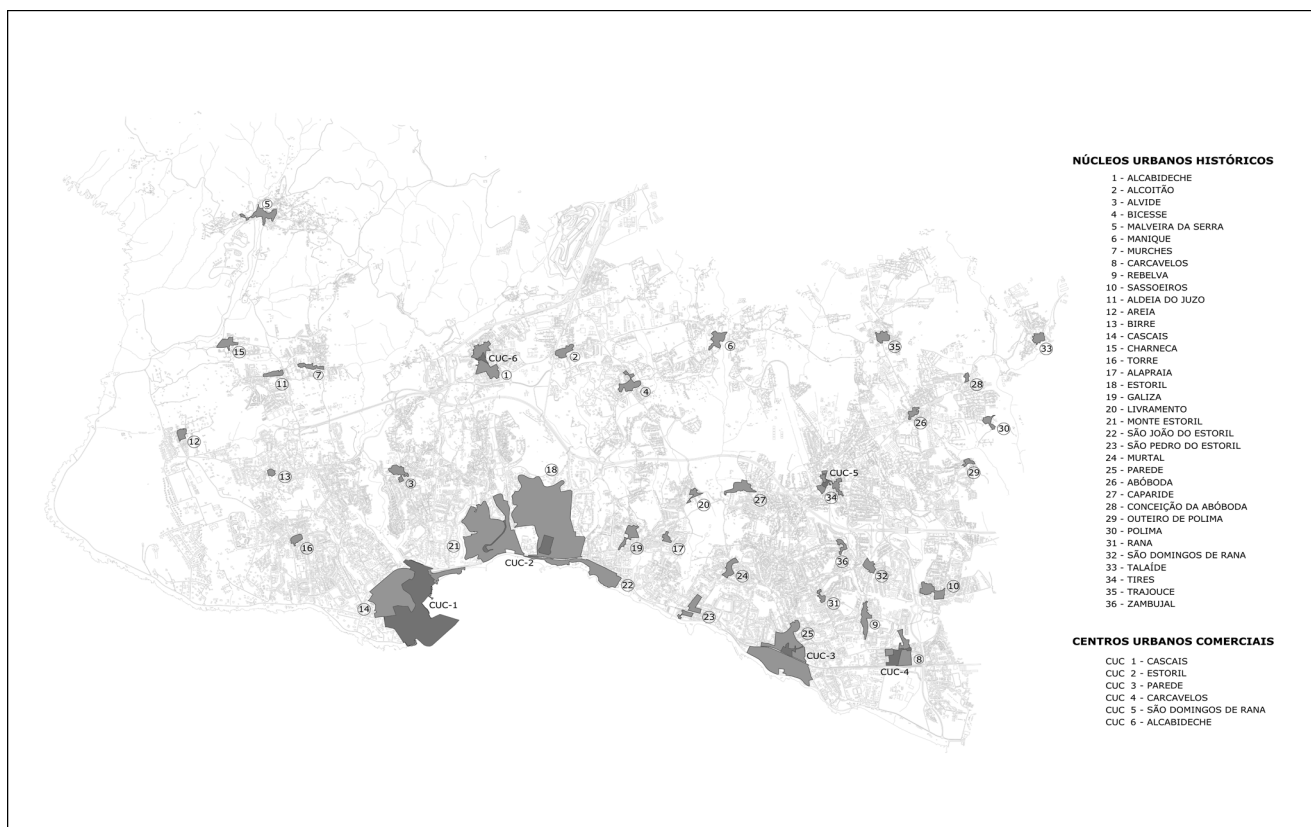 NÚCLEOS URBANOS HISTÓRICOS
1 - ALCABIDECHE
2 - ALCOITÃO
3 - ALVIDE
4 - BICESSE
5 - MALVEIRA DA SERRA
6 - MANIQUE
7 - MURCHES
8 - CARCAVELOS
9 - REBELVA
10 - SASSOEIROS
11 - ALDEIA DO JUZO
12 - AREIA
13 - BIRRE
14 - CASCAIS
15 - CHARNECA
16 - TORRE
17 - ALAPRAIA
18 - ESTORIL
19 - GALIZA
20 - LIVRAMENTO
21 - MONTE ESTORIL
22 - SÃO JOÃO DO ESTORIL
23 - SÃO PEDRO DO ESTORIL
24 - MURTAL
25 - PAREDE
26 - ABÓBODA
27 - CAPARIDE
28 - CONCEIÇÃO DA ABÓBODA
29 - OUTEIRO DE POLIMA
30 - POLIMA
31 - RANA
32 - SÃO DOMINGOS DE RANA
33 - TALAÍDE
34 - TIRES
35 - TRAJOUCE
36 - ZAMBUJAL
CENTROS URBANOS COMERCIAIS
CUC 1 - CASCAIS
CUC 2 - ESTORIL
CUC 3 - PAREDE
CUC 4 - CARCAVELOS
CUC 5 - SÃO DOMINGOS DE RANA
CUC 6 - ALCABIDECHE
5
15
11
7
CUC-6
1
2
4
6
35
33
28
26
30
12
13
3
18
20
27
CUC-5
34
29
16
21
CUC-2
19
17
36
22
24
32
10
14
CUC-1
23
31
9
25
CUC-3
8
CUC-4